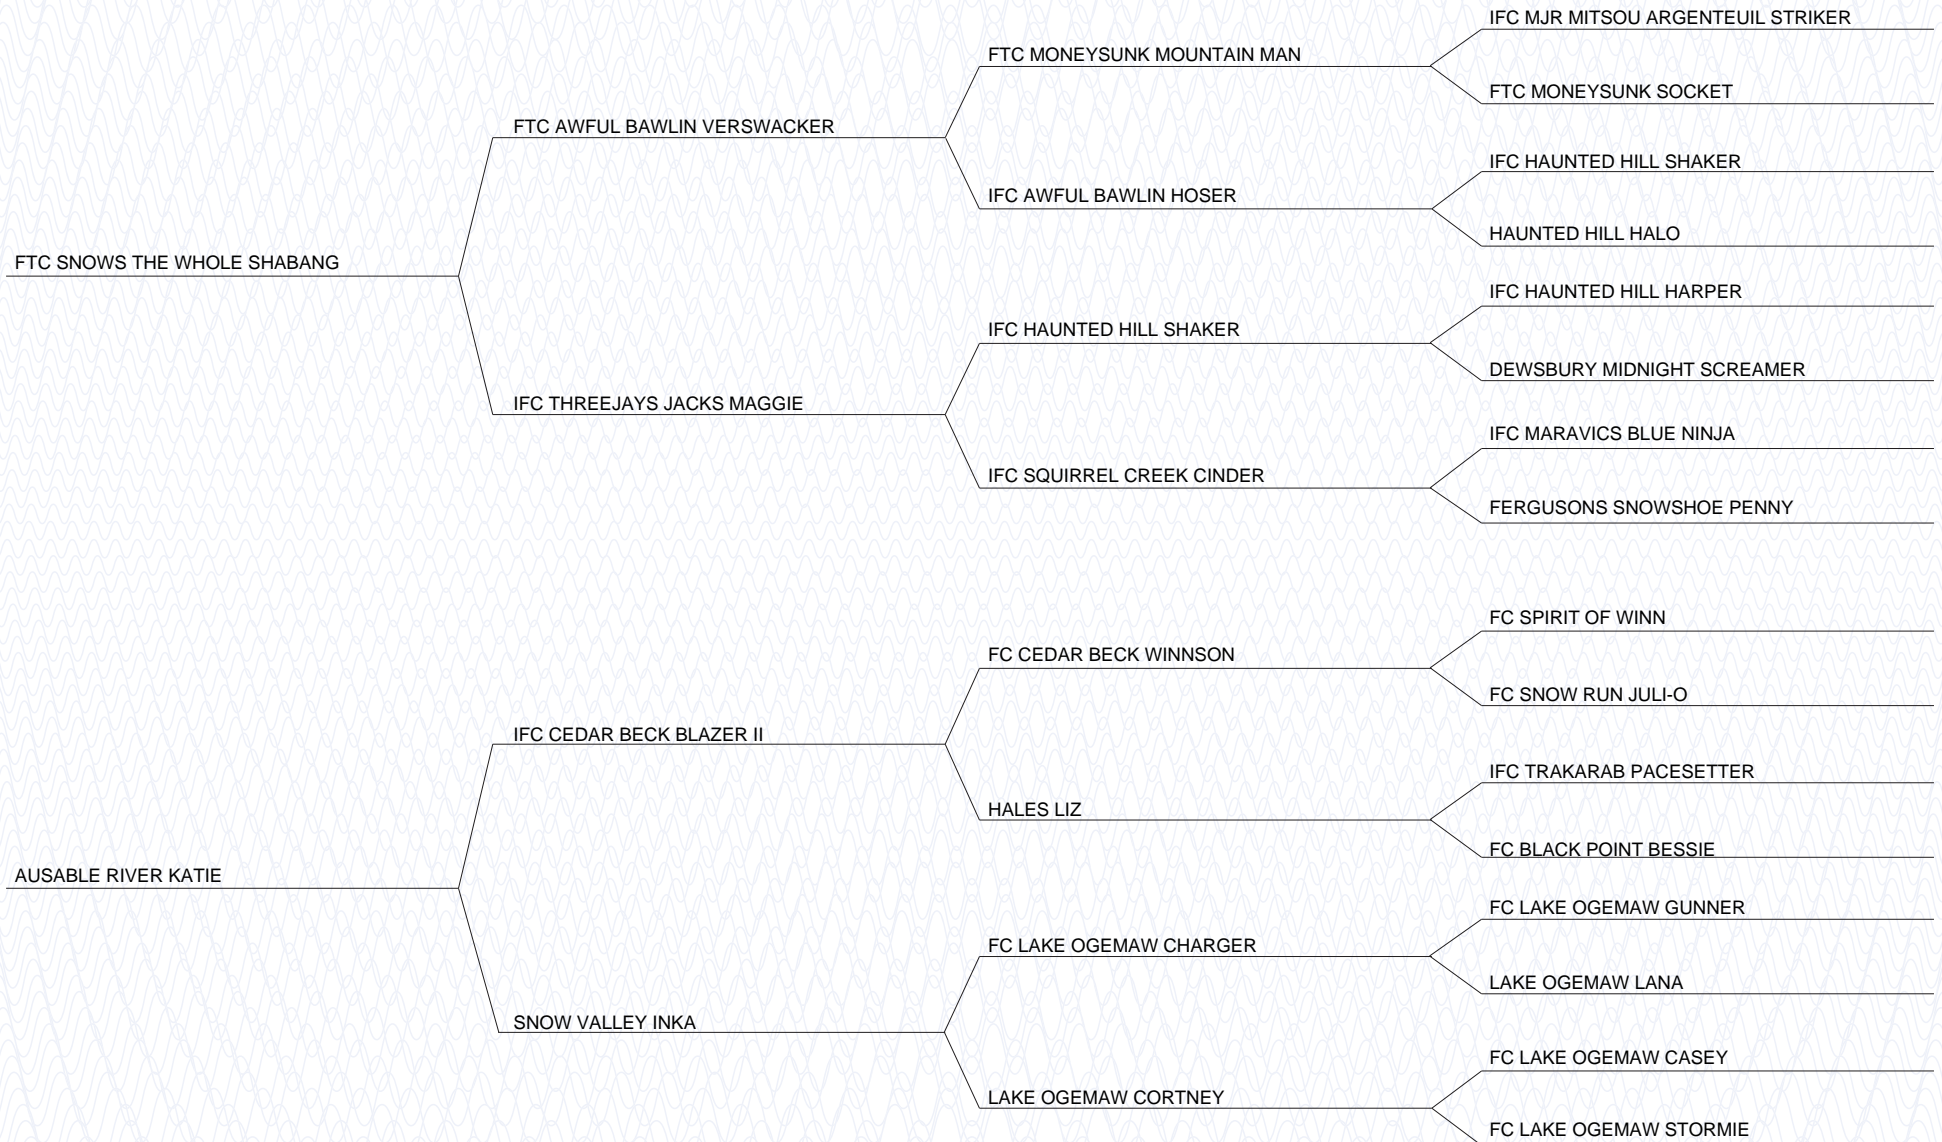 IFC MJR MITSOU ARGENTEUIL STRIKER
FTC MONEYSUNK MOUNTAIN MAN
FTC MONEYSUNK SOCKET
FTC AWFUL BAWLIN VERSWACKER
IFC HAUNTED HILL SHAKER
IFC AWFUL BAWLIN HOSER
HAUNTED HILL HALO
FTC SNOWS THE WHOLE SHABANG
IFC HAUNTED HILL HARPER
IFC HAUNTED HILL SHAKER
DEWSBURY MIDNIGHT SCREAMER
IFC THREEJAYS JACKS MAGGIE
IFC MARAVICS BLUE NINJA
IFC SQUIRREL CREEK CINDER
FERGUSONS SNOWSHOE PENNY
FC SPIRIT OF WINN
FC CEDAR BECK WINNSON
FC SNOW RUN JULI-O
IFC CEDAR BECK BLAZER II
IFC TRAKARAB PACESETTER
HALES LIZ
FC BLACK POINT BESSIE
AUSABLE RIVER KATIE
FC LAKE OGEMAW GUNNER
FC LAKE OGEMAW CHARGER
LAKE OGEMAW LANA
SNOW VALLEY INKA
FC LAKE OGEMAW CASEY
LAKE OGEMAW CORTNEY
FC LAKE OGEMAW STORMIE